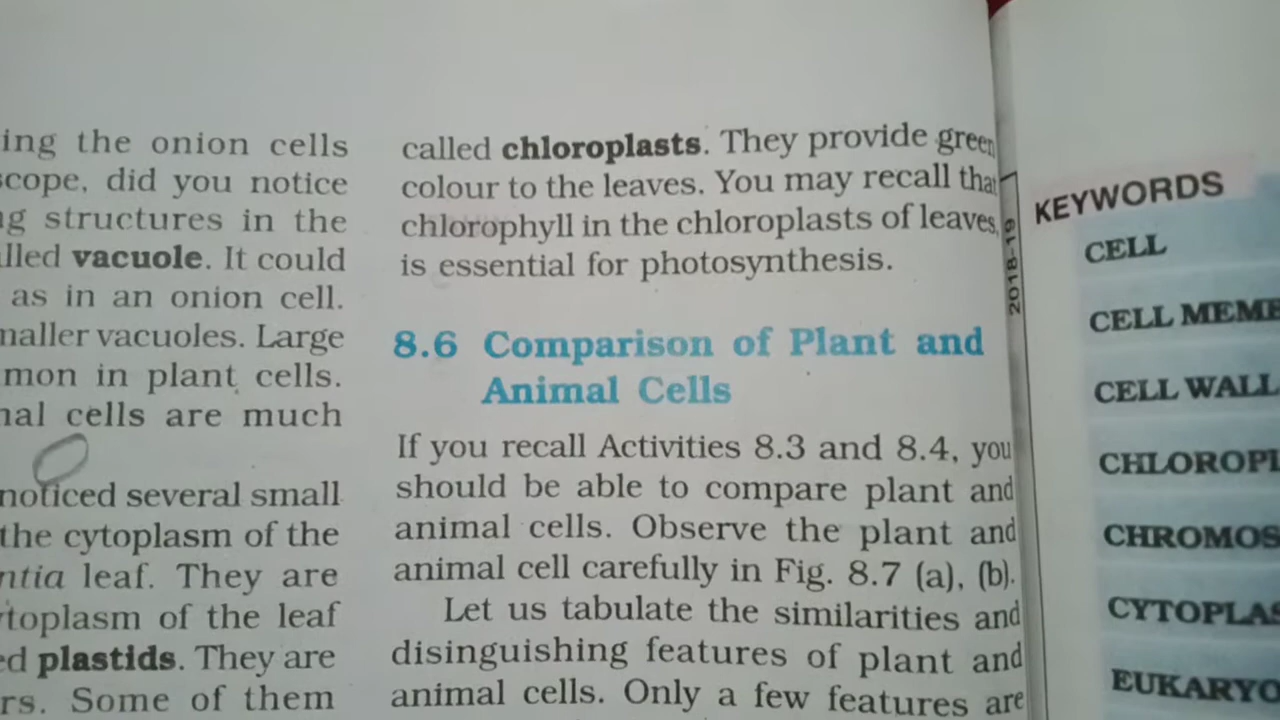 ing the onion cells
scope, did you notice
structures in the
vacuole. It could
as in an onion cell.
vacuoles. Large
in plant cells.
cells are much
noticed several small
the cytoplasm of the
leaf. They are
of the leaf
plastids. They are
Some of them
called chloroplasts. They provide green
colour to the leaves. You may recall that
chlorophyll in the chloroplasts of leaves,
is essential for photosynthesis.
8.6 Comparison of Plant and
Animal Cells
If you recall Activities 8.3 and 8.4, you
should be able to compare plant and
animal cells. Observe the plant and
animal cell carefully in Fig. 8.7 (a), (b).
Let us tabulate the similarities and
disinguishing features of plant and
animal cells. Only a few features are
2018-19
KEYWORDS
CELL
CELL MEMB
CELL WALL
CHLOROPL
CHROMOS
CYTOPLAS
EUKARYO